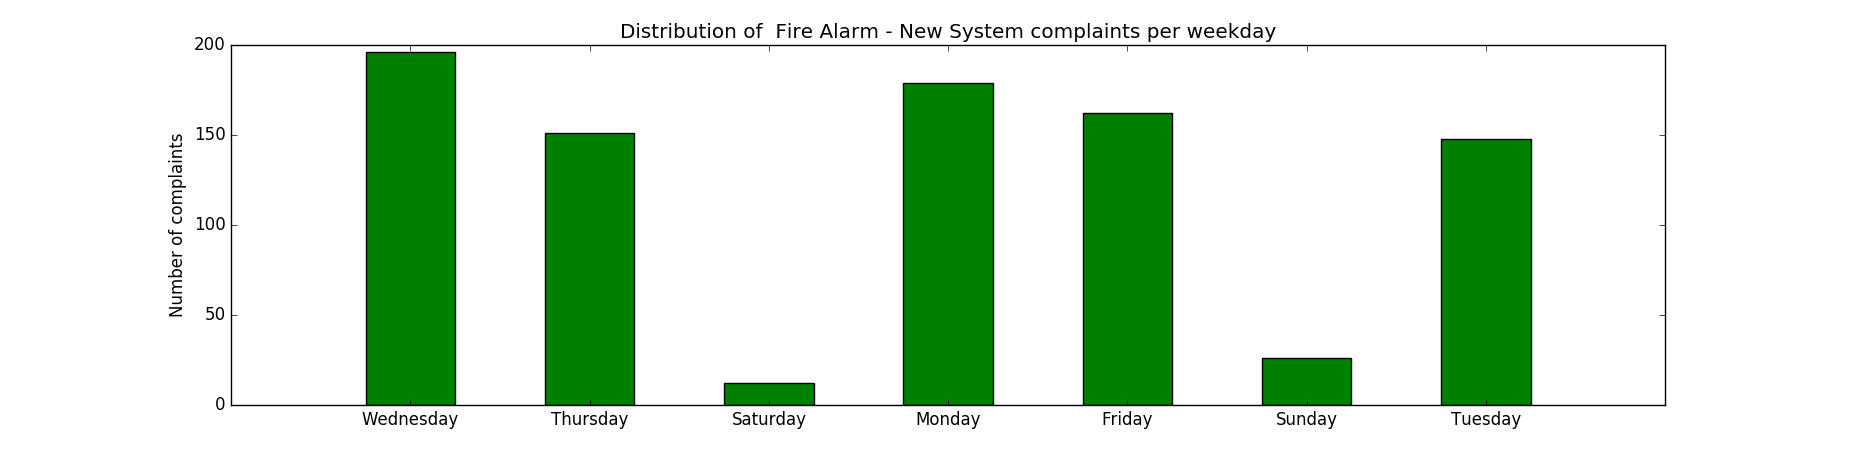 Distribution of  Fire Alarm - New System complaints per weekday
Number of complaints
200
150
100
50
0
Wednesday Thursday Saturday Monday Friday Sunday Tuesday